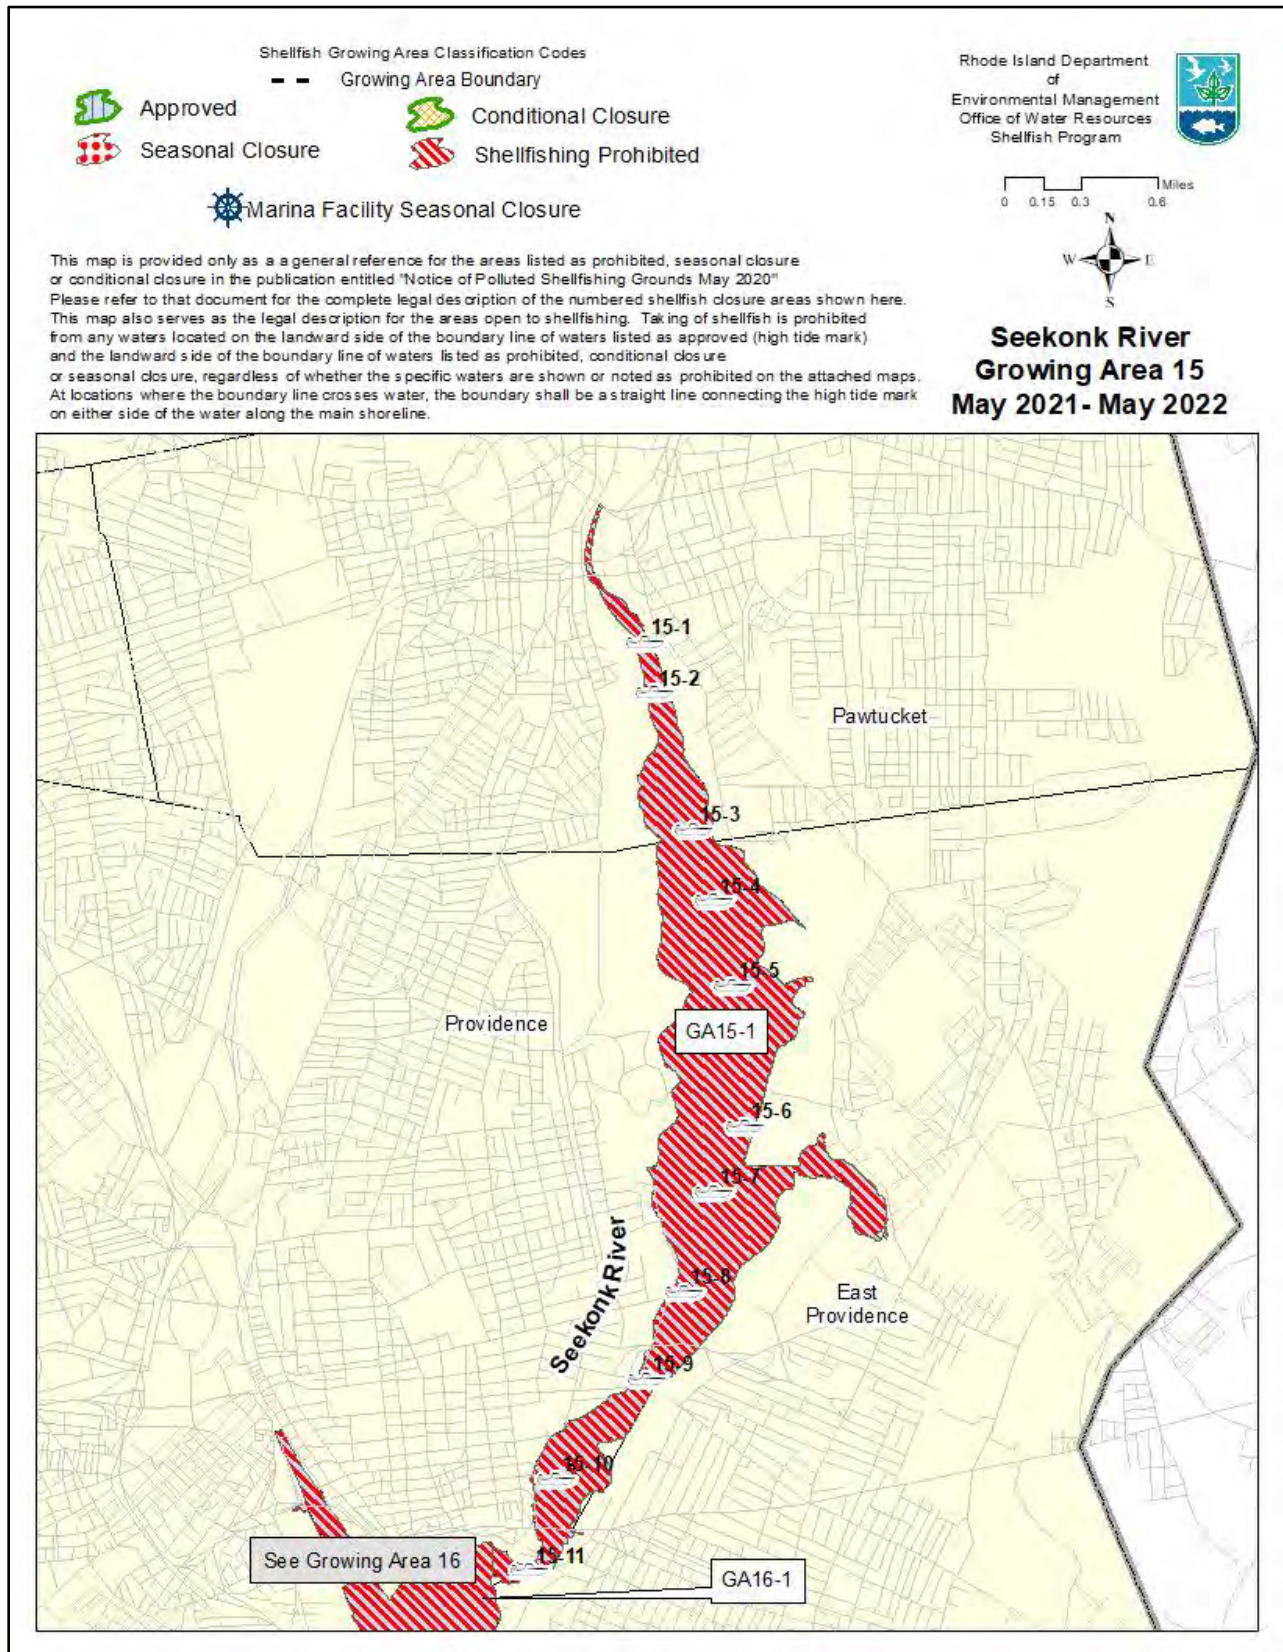 Shellfish Growing Area Classification Codes
Growing Area Boundary
Approved
Conditional Closure
Seasonal Closure
Shellfishing Prohibited
Marina Facility Seasonal Closure
Rhode Island Department
of
Environmental Management
Office of Water Resources
Shellfish Program
Miles
0 0.15 0.3 0.6
N
W E
S
This map is provided only as a a general reference for the areas listed as prohibited, seasonal closure
or conditional closure in the publication entitled "Notice of Polluted Shellfishing Grounds May 2020"
Please refer to that document for the complete legal description of the numbered shellfish closure areas shown here.
This map also serves as the legal description for the areas open to shellfishing. Taking of shellfish is prohibited
from any waters located on the landward side of the boundary line of waters listed as approved (high tide mark)
and the landward side of the boundary line of waters listed as prohibited, conditional closure
or seasonal closure, regardless of whether the specific waters are shown or noted as prohibited on the attached maps.
At locations where the boundary line crosses water, the boundary shall be a straight line connecting the high tide mark
on either side of the water along the main shoreline.
Seekonk River
Growing Area 15
May 2021- May 2022
15-1
15-2
Pawtucket
15-3
15-4
15-5
Providence
GA15-1
15-6
15-7
Seekonk River
15-8
East
Providence
15-9
15-10
15-11
See Growing Area 16
GA16-1